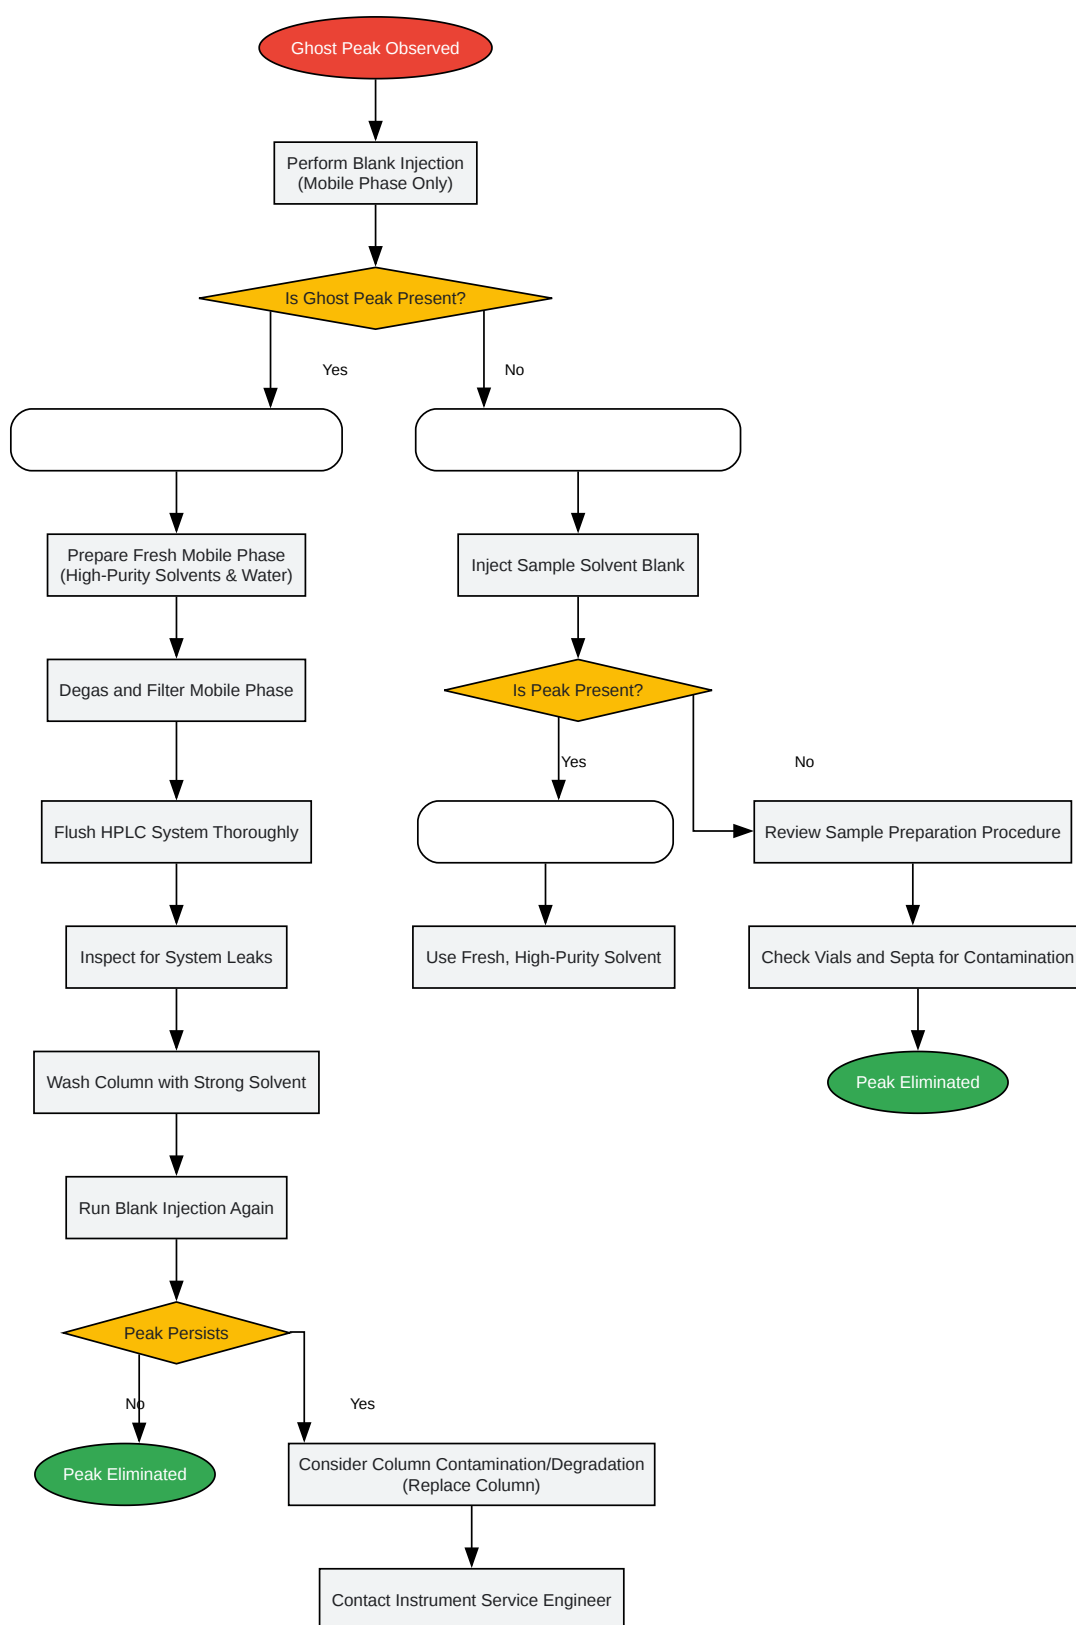 Ghost Peak Observed
Perform Blank Injection
(Mobile Phase Only)
Is Ghost Peak Present?
Yes
No
Prepare Fresh Mobile Phase
(High-Purity Solvents & Water)
Inject Sample Solvent Blank
Degas and Filter Mobile Phase
Is Peak Present?
Yes
No
Flush HPLC System Thoroughly
Review Sample Preparation Procedure
Inspect for System Leaks
Use Fresh, High-Purity Solvent
Check Vials and Septa for Contamination
Wash Column with Strong Solvent
Peak Eliminated
Run Blank Injection Again
Peak Persists
No
Yes
Peak Eliminated
Consider Column Contamination/Degradation
(Replace Column)
Contact Instrument Service Engineer